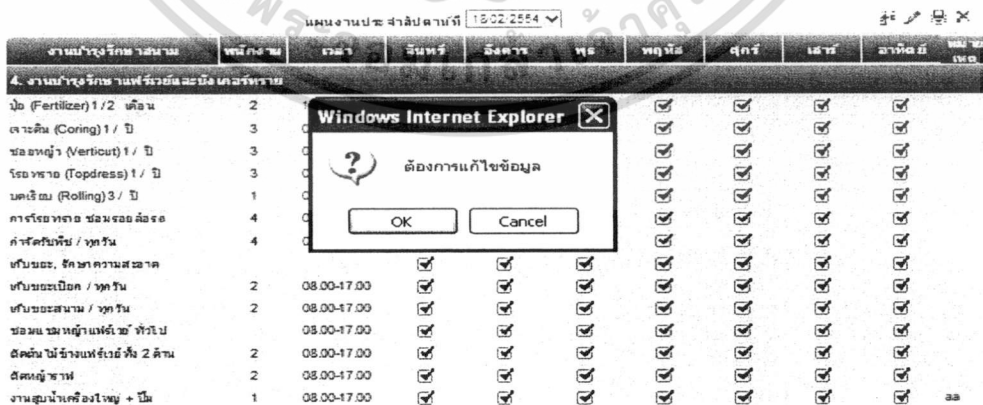 แผนงานประจำสัปดาห์ที่ 18/02/2554
งานบำรุงรักษาสนาม พนักงาน เวลา จันทร์ อังคาร พุธ พฤหัส ศุกร์ เสาร์ อาทิตย์ หมายเหตุ
4. งานบำรุงรักษาแฟร์เวย์และบังเคอร์ทราย
ปุ๋ย (Fertilizer) 1/2 เดือน 2
เจาะดิน (Coring) 1 / ปี 3
ซอยหญ้า (Verticut) 1 / ปี 3
โรยทราย (Topdress) 1 / ปี 3
บดเรียบ (Rolling) 3 / ปี 1
การโรยทราย ซ่อมรอยล้อรถ 4
กำจัดวัชพืช / ทุกวัน 4
Windows Internet Explorer
ต้องการแก้ไขข้อมูล
OK Cancel
เก็บขยะ, รักษาความสะอาด
เก็บขยะเปียก / ทุกวัน 2 08.00-17.00
เก็บขยะสนาม / ทุกวัน 2 08.00-17.00
ซ่อมแซมหญ้าแฟร์เวย์ ทั่วไป 08.00-17.00
ตัดต้นไม้ข้างแฟร์เวย์ทั้ง 2 ด้าน 2 08.00-17.00
ตัดหญ้าราฟ 2 08.00-17.00
งานสูบน้ำเครื่องใหญ่ + ปั๊ม 1 08.00-17.00 aa